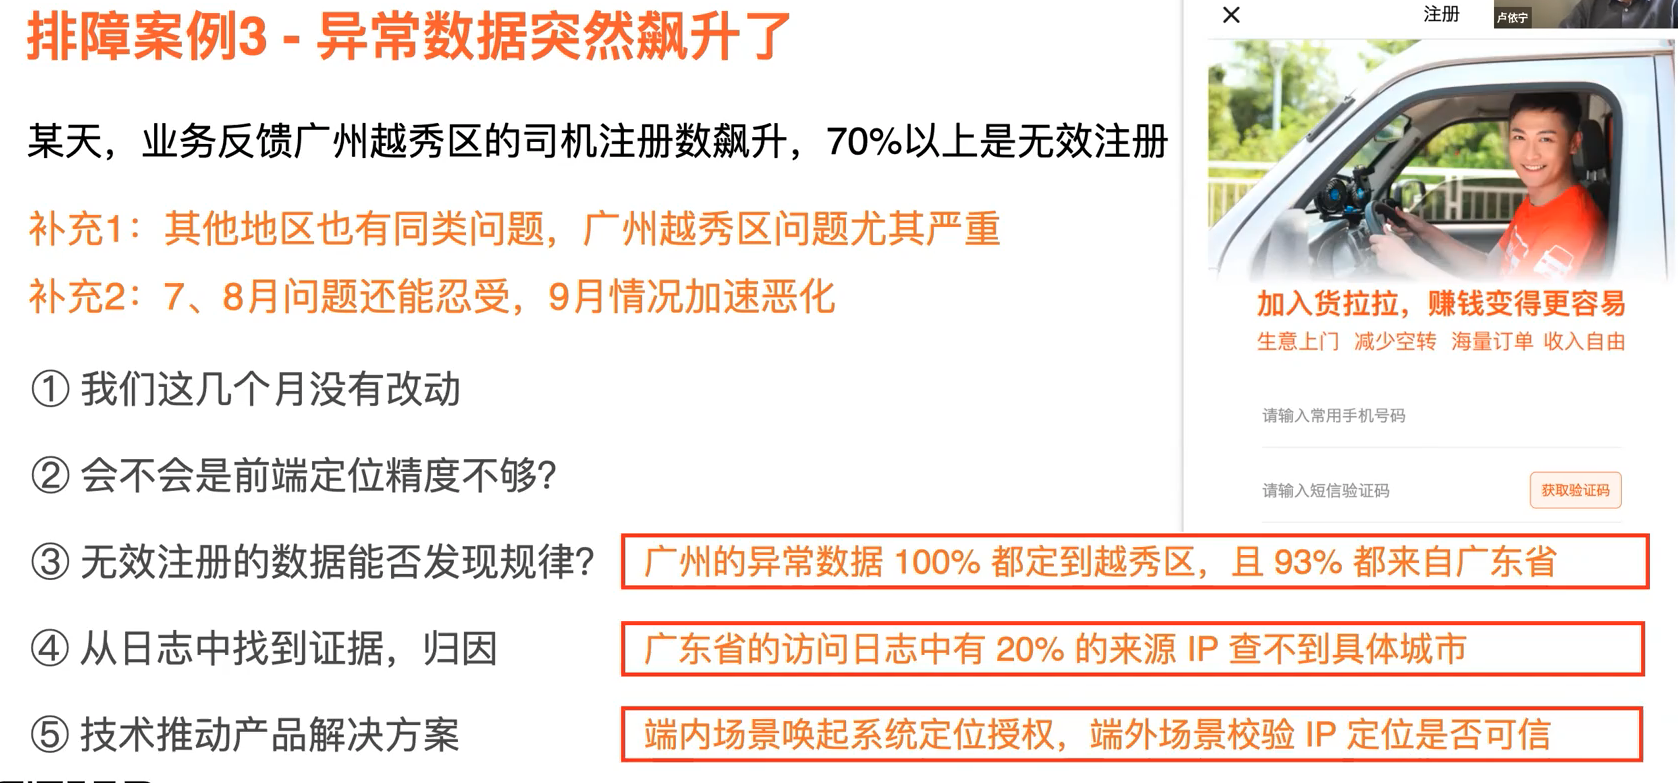 排障案例3 - 异常数据突然飙升了
某天，业务反馈广州越秀区的司机注册数飙升，70%以上是无效注册
补充1：其他地区也有同类问题，广州越秀区问题尤其严重
补充2：7、8月问题还能忍受，9月情况加速恶化
① 我们这几个月没有改动
② 会不会是前端定位精度不够？
③ 无效注册的数据能否发现规律？
广州的异常数据 100% 都定到越秀区，且 93% 都来自广东省
④ 从日志中找到证据，归因
广东省的访问日志中有 20% 的来源 IP 查不到具体城市
⑤ 技术推动产品解决方案
端内场景唤起系统定位授权，端外场景校验 IP 定位是否可信
注册
卢依宁
加入货拉拉，赚钱变得更容易
生意上门 减少空转 海量订单 收入自由
请输入常用手机号码
请输入短信验证码
获取验证码